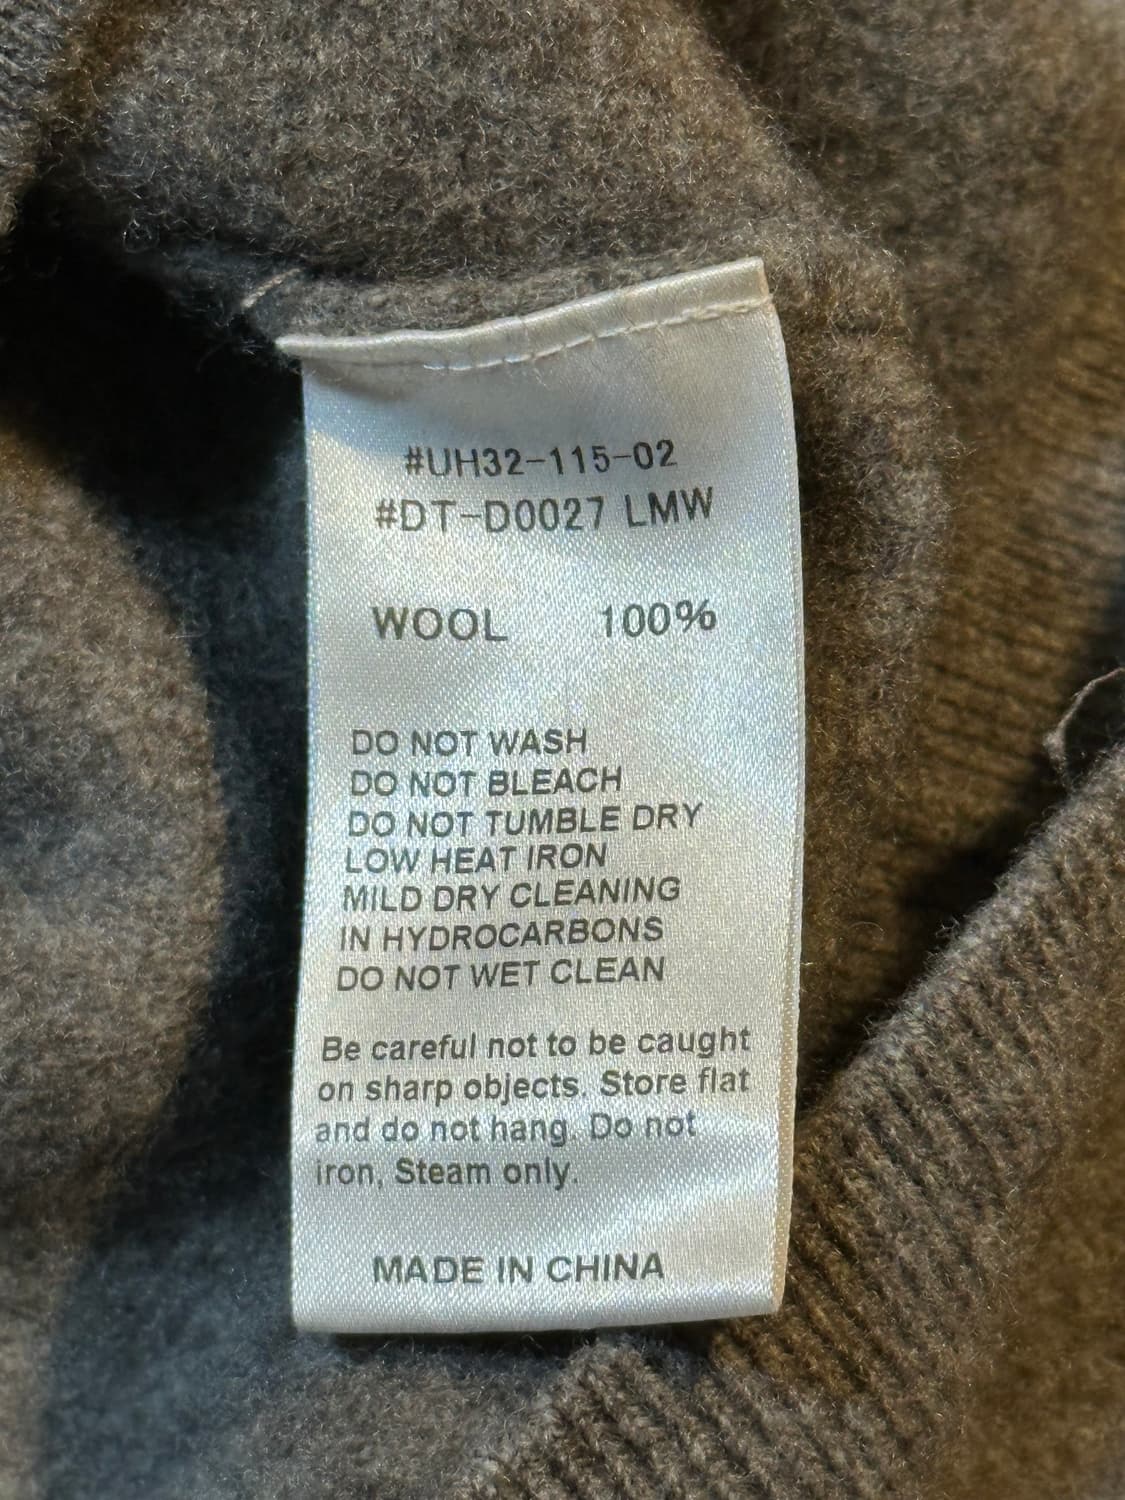 #UH32-115-02
#DT-D0027 LMW
WOOL 100%
DO NOT WASH
DO NOT BLEACH
DO NOT TUMBLE DRY
LOW HEAT IRON
MILD DRY CLEANING
IN HYDROCARBONS
DO NOT WET CLEAN
Be careful not to be caught
on sharp objects. Store flat
and do not hang. Do not
iron, Steam only.
MADE IN CHINA